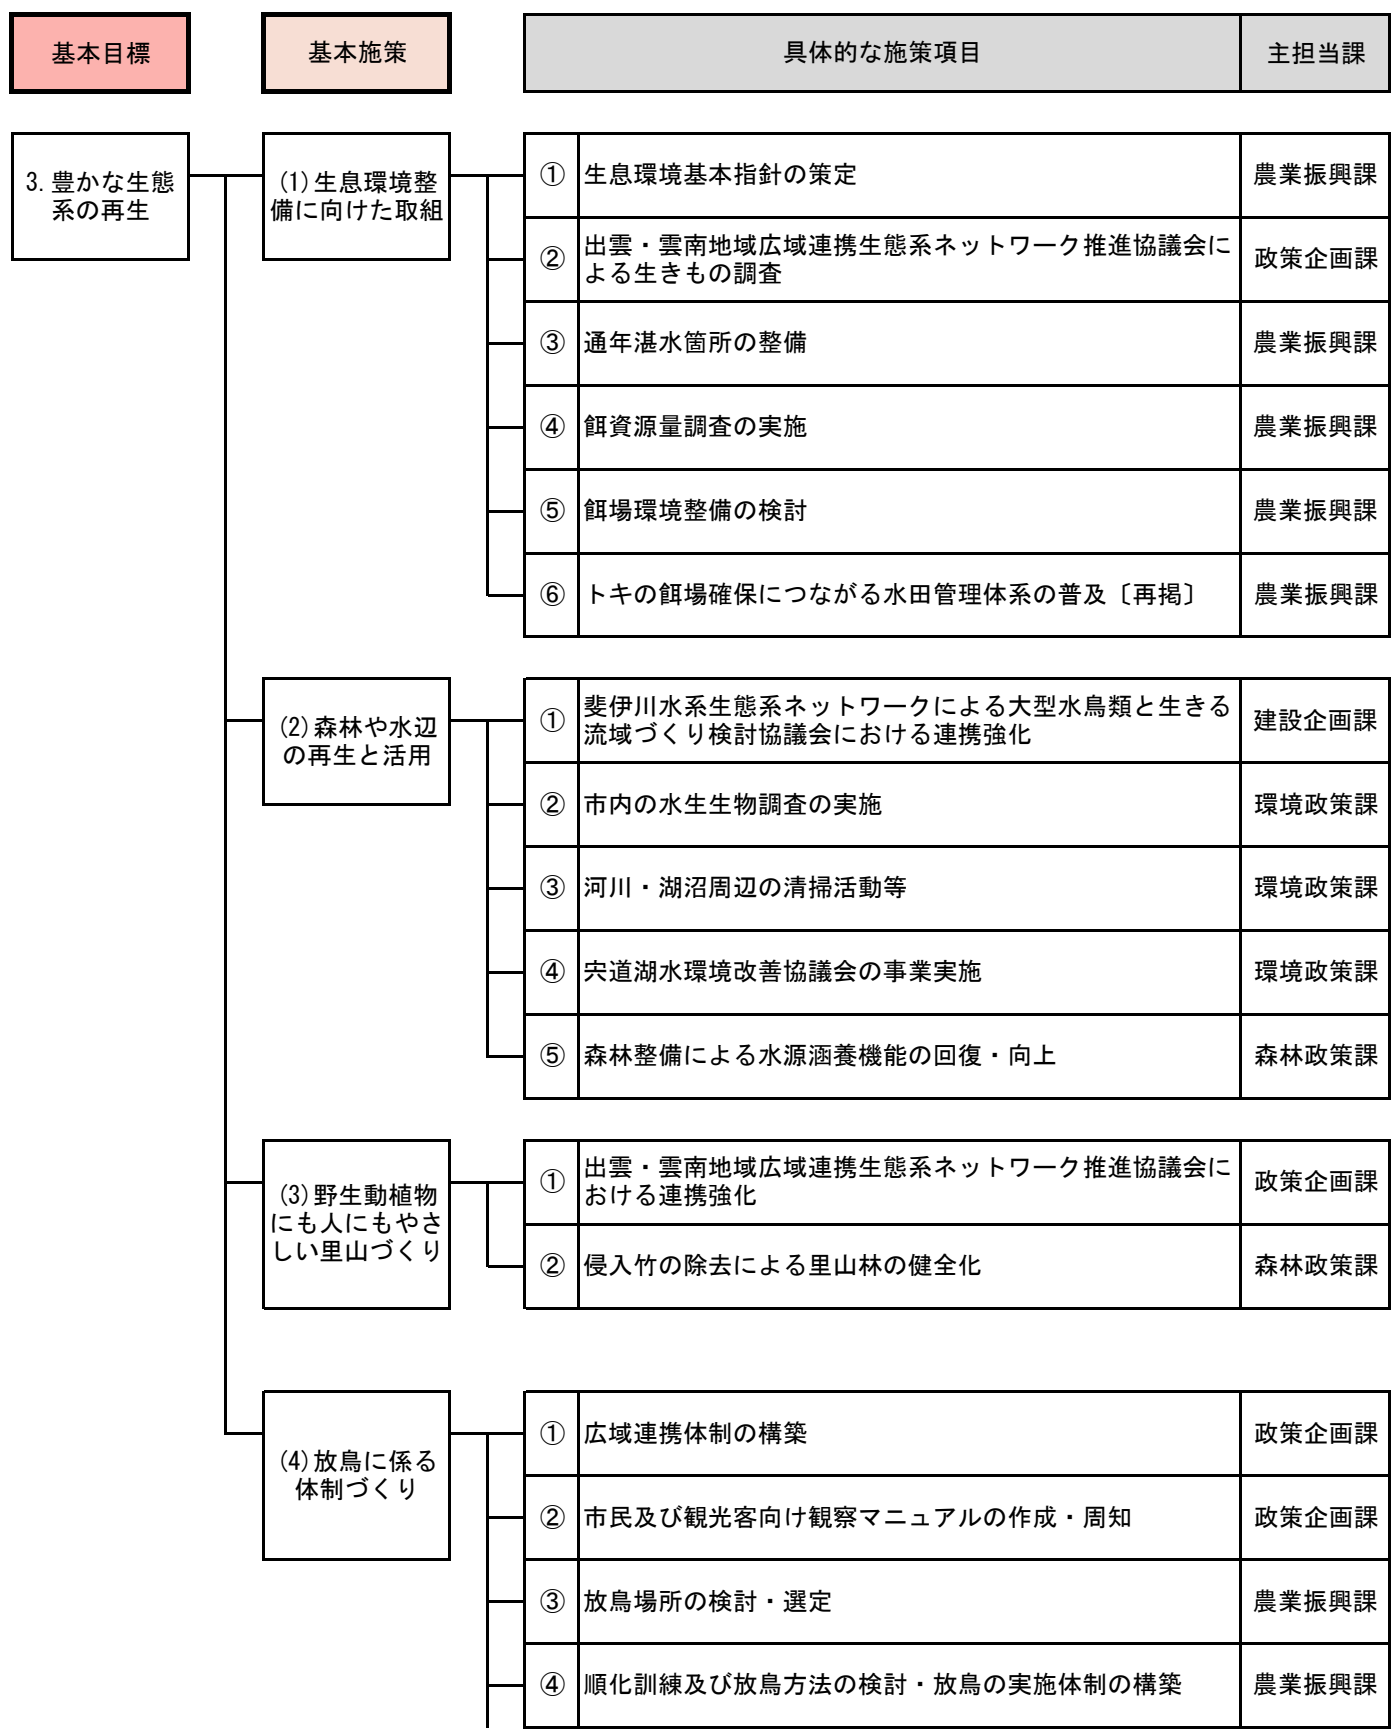 基本目標
基本施策
具体的な施策項目
主担当課
3.豊かな生態
系の再生
(1)生息環境整
備に向けた取組
① 生息環境基本指針の策定 農業振興課
② 出雲・雲南地域広域連携生態系ネットワーク推進協議会に
よる生きもの調査 政策企画課
③ 通年湛水箇所の整備 農業振興課
④ 餌資源量調査の実施 農業振興課
⑤ 餌場環境整備の検討 農業振興課
⑥ トキの餌場確保につながる水田管理体系の普及〔再掲〕 農業振興課
(2)森林や水辺
の再生と活用
① 斐伊川水系生態系ネットワークによる大型水鳥類と生きる
流域づくり検討協議会における連携強化 建設企画課
② 市内の水生生物調査の実施 環境政策課
③ 河川・湖沼周辺の清掃活動等 環境政策課
④ 宍道湖水環境改善協議会の事業実施 環境政策課
⑤ 森林整備による水源涵養機能の回復・向上 森林政策課
(3)野生動植物
にも人にもやさ
しい里山づくり
① 出雲・雲南地域広域連携生態系ネットワーク推進協議会に
おける連携強化 政策企画課
② 侵入竹の除去による里山林の健全化 森林政策課
(4)放鳥に係る
体制づくり
① 広域連携体制の構築 政策企画課
② 市民及び観光客向け観察マニュアルの作成・周知 政策企画課
③ 放鳥場所の検討・選定 農業振興課
④ 順化訓練及び放鳥方法の検討・放鳥の実施体制の構築 農業振興課